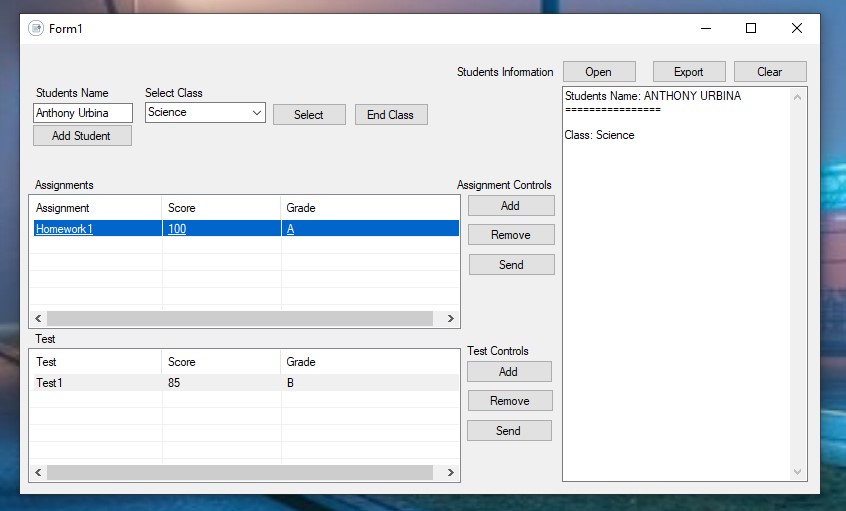 Form1
Students Information
Open
Export
Clear
Students Name
Select Class
Anthony Urbina
Science
Select
End Class
Add Student
Students Name: ANTHONY URBINA
================
Class: Science
Assignments
Assignment Controls
Assignment Score Grade
Homework1 100 A
Add
Remove
Send
Test
Test Controls
Test Score Grade
Test1 85 B
Add
Remove
Send